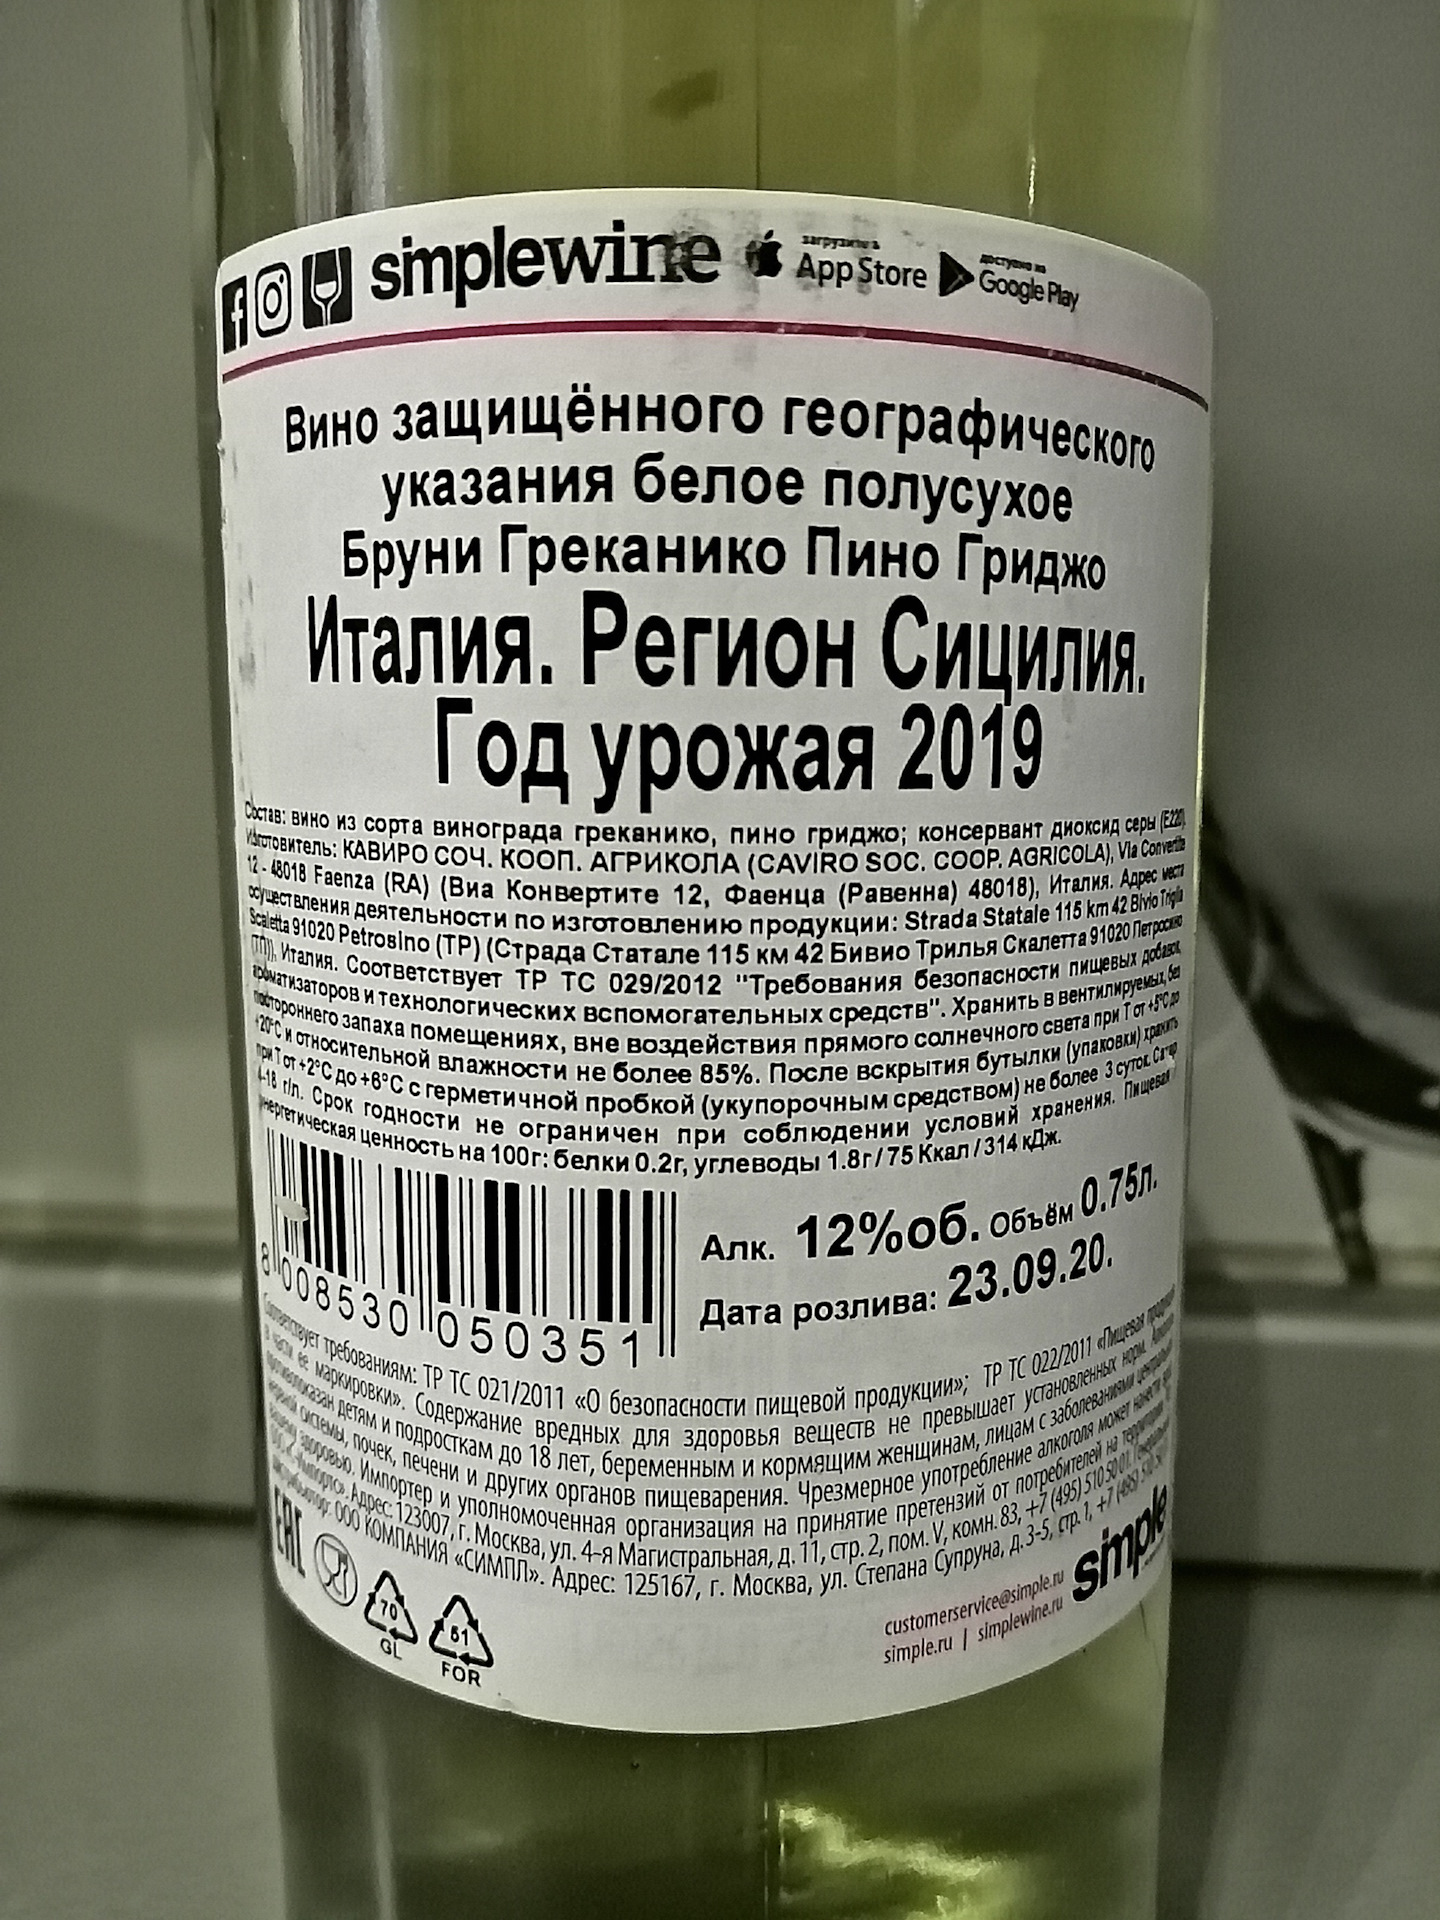 simplewine загрузите в App Store доступно на Google Play
Вино защищённого географического
указания белое полусухое
Бруни Греканико Пино Гриджо
Италия. Регион Сицилия.
Год урожая 2019
Состав: вино из сорта винограда греканико, пино гриджо; консервант диоксид серы (E220).
Изготовитель: КАВИРО СОЧ. КООП. АГРИКОЛА (CAVIRO SOC. COOP. AGRICOLA), Via Convertite
12 - 48018 Faenza (RA) (Виа Конвертите 12, Фаенца (Равенна) 48018), Италия. Адрес места
осуществления деятельности по изготовлению продукции: Strada Statale 115 km 42 Bivio Triglia
Scaletta 91020 Petrosino (TP) (Страда Статале 115 км 42 Бивио Трилья Скалетта 91020 Петросино
(ТП)), Италия. Соответствует ТР ТС 029/2012 "Требования безопасности пищевых добавок,
ароматизаторов и технологических вспомогательных средств". Хранить в вентилируемых, без
постороннего запаха помещениях, вне воздействия прямого солнечного света при Т от +5°С до
+20°С и относительной влажности не более 85%. После вскрытия бутылки (упаковки) хранить
при Т от +2°С до +6°С с герметичной пробкой (укупорочным средством) не более 3 суток. Сахар
4-18 г/л. Срок годности не ограничен при соблюдении условий хранения. Пищевая
энергетическая ценность на 100г: белки 0.2г, углеводы 1.8г / 75 Ккал / 314 кДж.
Алк. 12%об. Объём 0.75л.
Дата розлива: 23.09.20.
8 008530 050351
Соответствует требованиям: ТР ТС 021/2011 «О безопасности пищевой продукции»; ТР ТС 022/2011 «Пищевая продукция
в части её маркировки». Содержание вредных для здоровья веществ не превышает установленных норм. Алкоголь
противопоказан детям и подросткам до 18 лет, беременным и кормящим женщинам, лицам с заболеваниями центральной
нервной системы, почек, печени и других органов пищеварения. Чрезмерное употребление алкоголя может нанести вред
вашему здоровью. Импортер и уполномоченная организация на принятие претензий от потребителей на территории
Импорт». Адрес: 123007, г. Москва, ул. 4-я Магистральная, д. 11, стр. 2, пом. V, комн. 83, +7 (495) 510 50 01. Генеральный
дистрибьютор: ООО КОМПАНИЯ «СИМПЛ». Адрес: 125167, г. Москва, ул. Степана Супруна, д. 3-5, стр. 1, +7 (495)
EAC
70
GL
51
FOR
customerservice@simple.ru
simple.ru | simplewine.ru
simple